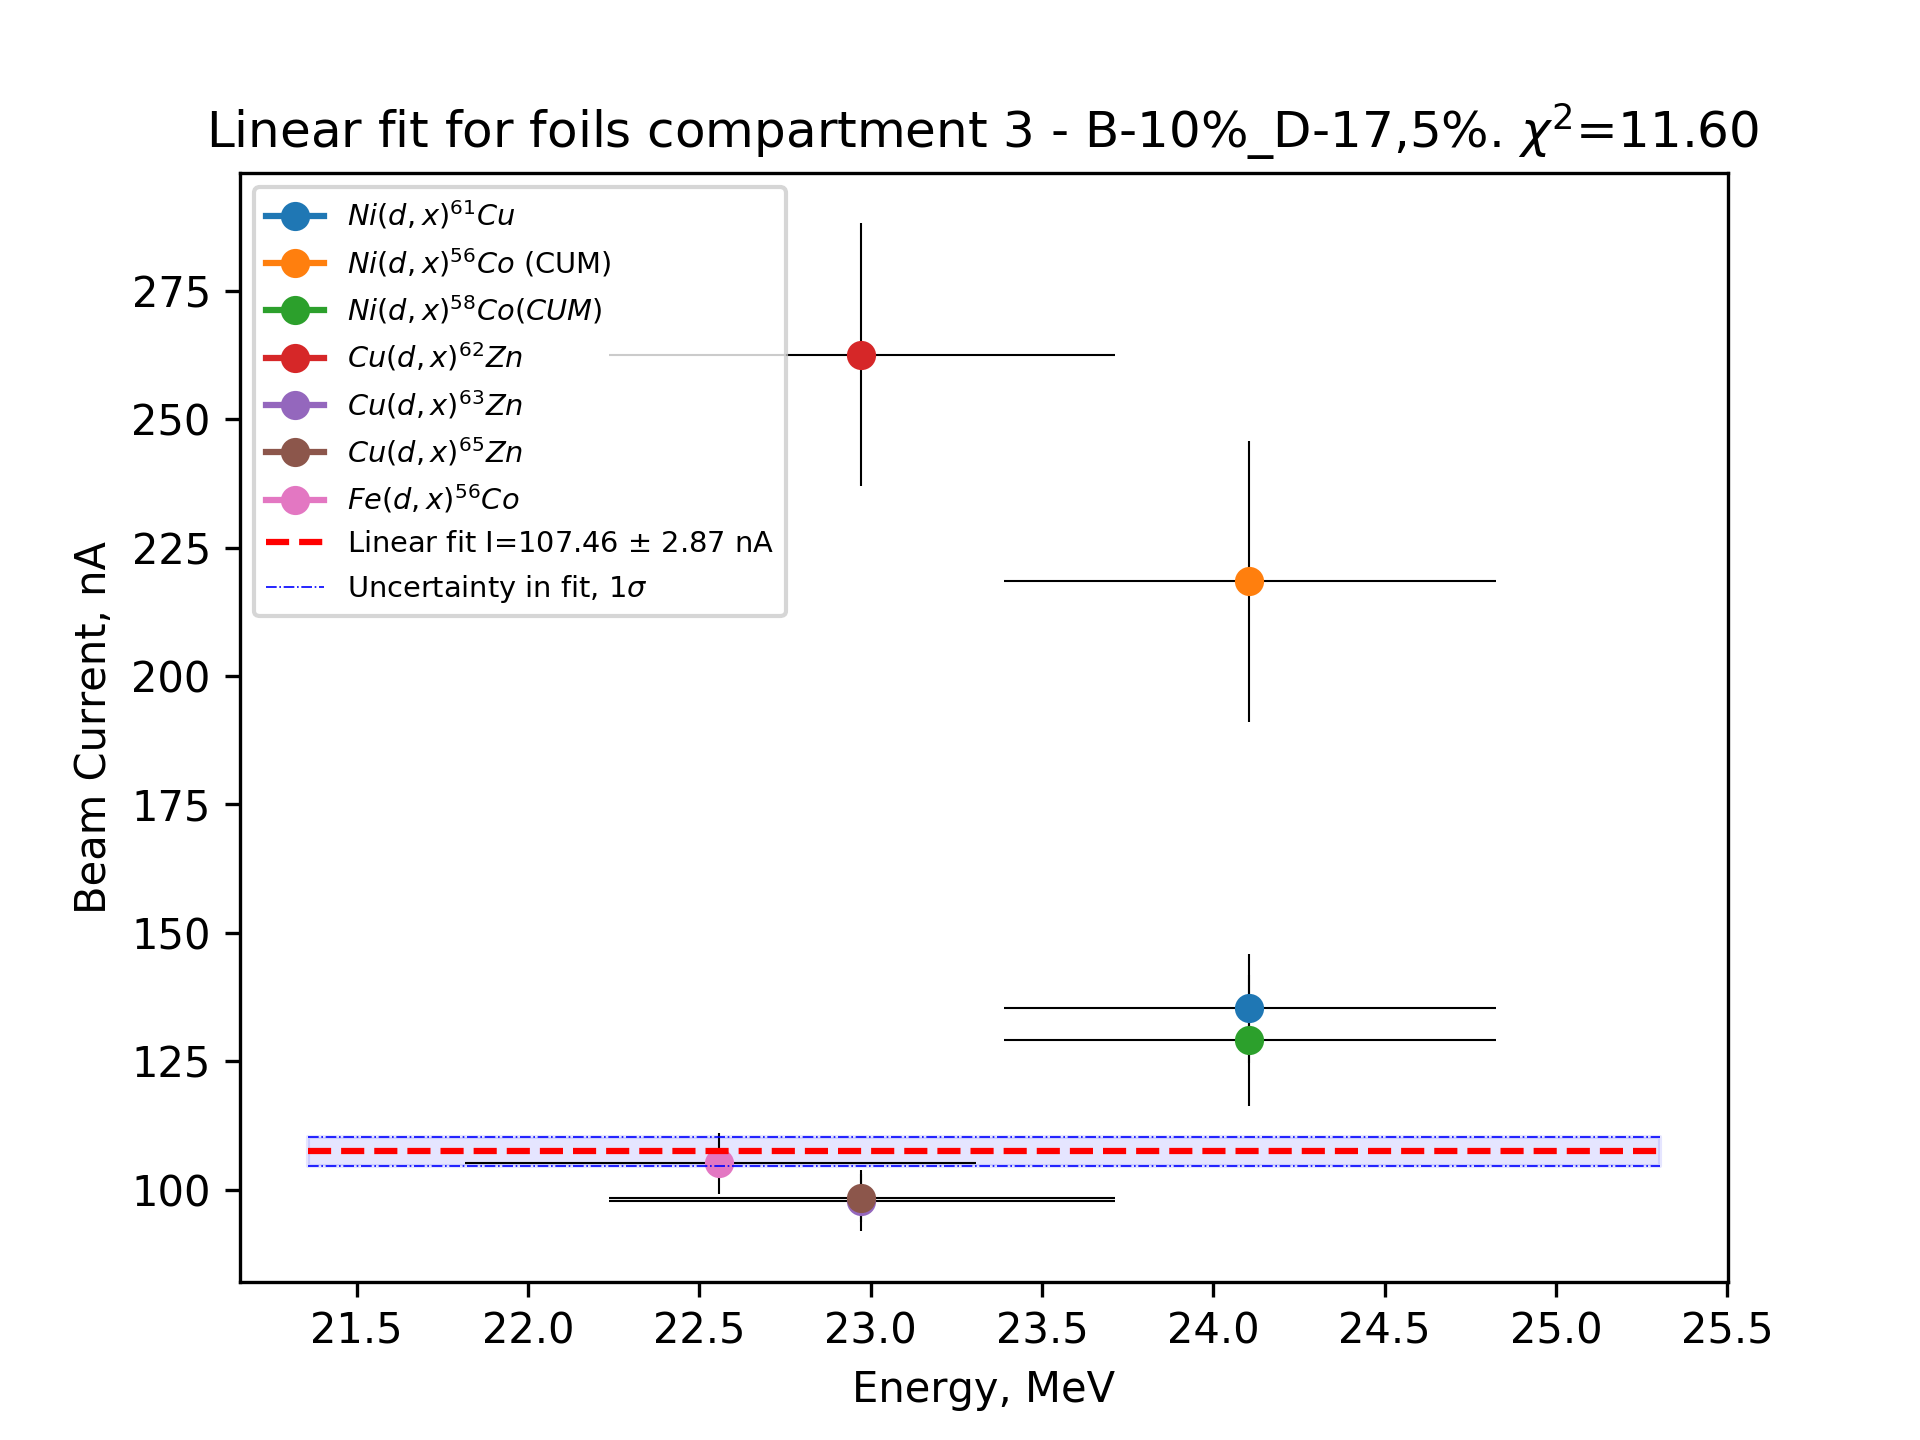 Linear fit for foils compartment 3 - B-10%_D-17,5%. χ²=11.60
Ni(d, x)⁶¹Cu
Ni(d, x)⁵⁶Co (CUM)
Ni(d, x)⁵⁸Co(CUM)
Cu(d, x)⁶²Zn
Cu(d, x)⁶³Zn
Cu(d, x)⁶⁵Zn
Fe(d, x)⁵⁶Co
Linear fit I=107.46 ± 2.87 nA
Uncertainty in fit, 1σ
Beam Current, nA
275
250
225
200
175
150
125
100
21.5 22.0 22.5 23.0 23.5 24.0 24.5 25.0 25.5
Energy, MeV